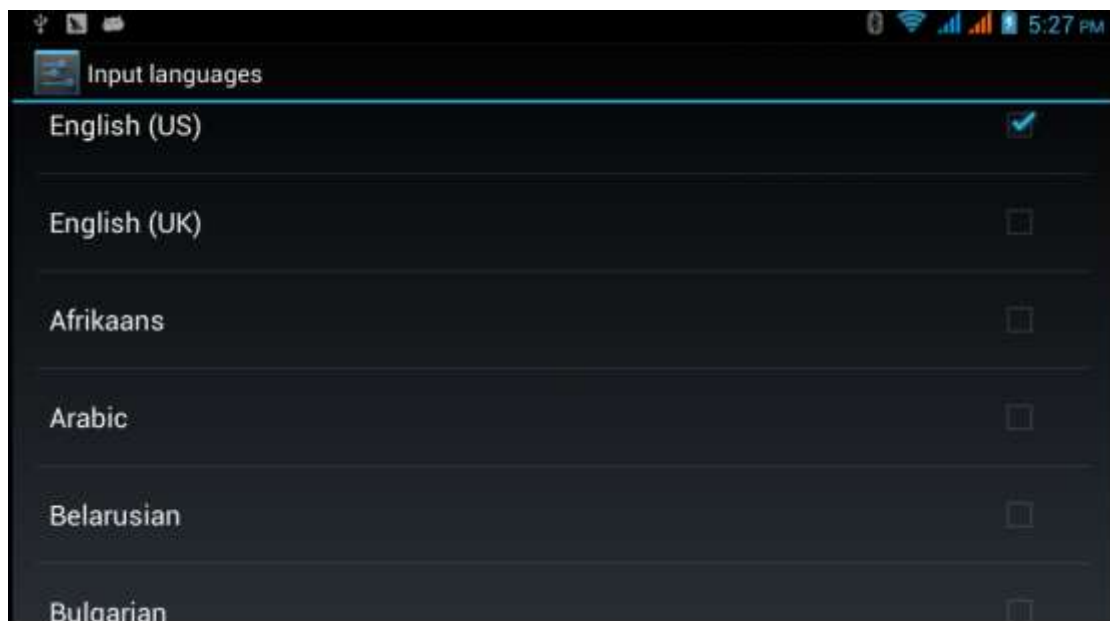 5:27 PM
Input languages
English (US)
English (UK)
Afrikaans
Arabic
Belarusian
Bulgarian